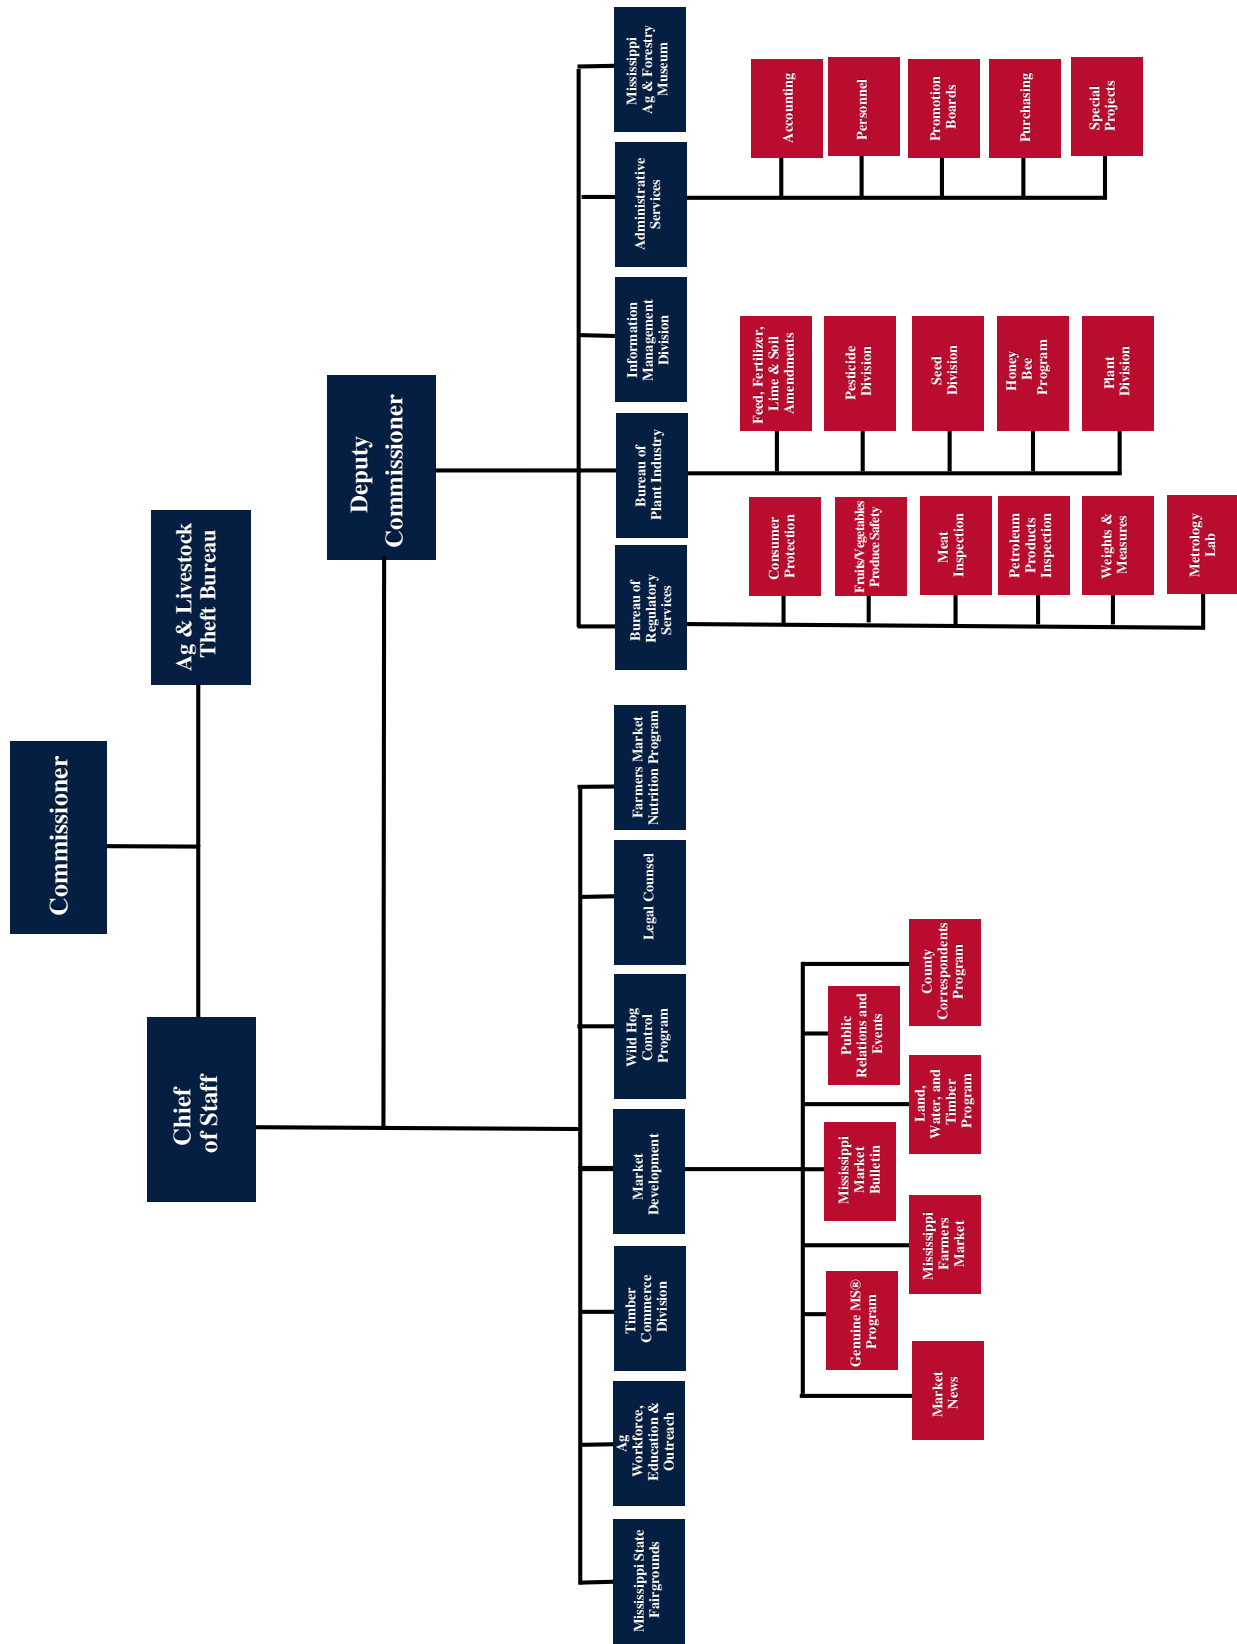 Commissioner
Chief
of Staff
Ag & Livestock
Theft Bureau
Deputy
Commissioner
Mississippi State
Fairgrounds
Ag
Workforce,
Education &
Outreach
Timber
Commerce
Division
Market
Development
Wild Hog
Control
Program
Legal Counsel
Farmers Market
Nutrition Program
Bureau of
Regulatory
Services
Bureau of
Plant Industry
Information
Management
Division
Administrative
Services
Mississippi
Ag & Forestry
Museum
Market
News
Genuine MS®
Program
Mississippi
Farmers
Market
Mississippi
Market
Bulletin
Land,
Water, and
Timber
Program
Public
Relations and
Events
County
Correspondents
Program
Consumer
Protection
Fruits/Vegetables
Produce Safety
Meat
Inspection
Petroleum
Products
Inspection
Weights &
Measures
Metrology
Lab
Feed, Fertilizer,
Lime & Soil
Amendments
Pesticide
Division
Seed
Division
Honey
Bee
Program
Plant
Division
Accounting
Personnel
Promotion
Boards
Purchasing
Special
Projects